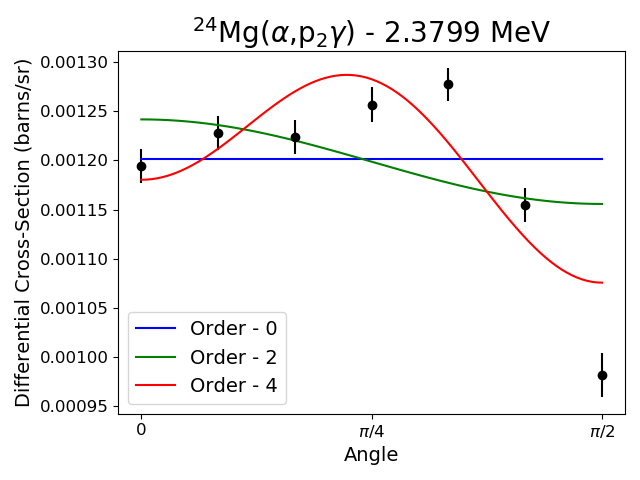 ²⁴Mg(α,p₂γ) - 2.3799 MeV
Differential Cross-Section (barns/sr)
0.00130
0.00125
0.00120
0.00115
0.00110
0.00105
0.00100
0.00095
Order - 0
Order - 2
Order - 4
0
π/4
π/2
Angle